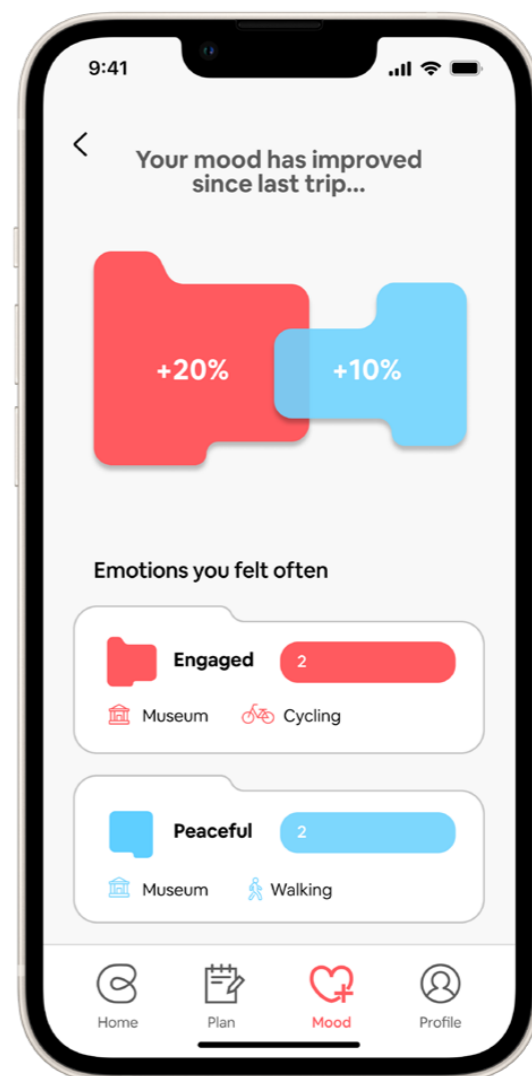 9:41
Your mood has improved
since last trip...
+20%
+10%
Emotions you felt often
Engaged
2
Museum
Cycling
Peaceful
2
Museum
Walking
Home
Plan
Mood
Profile